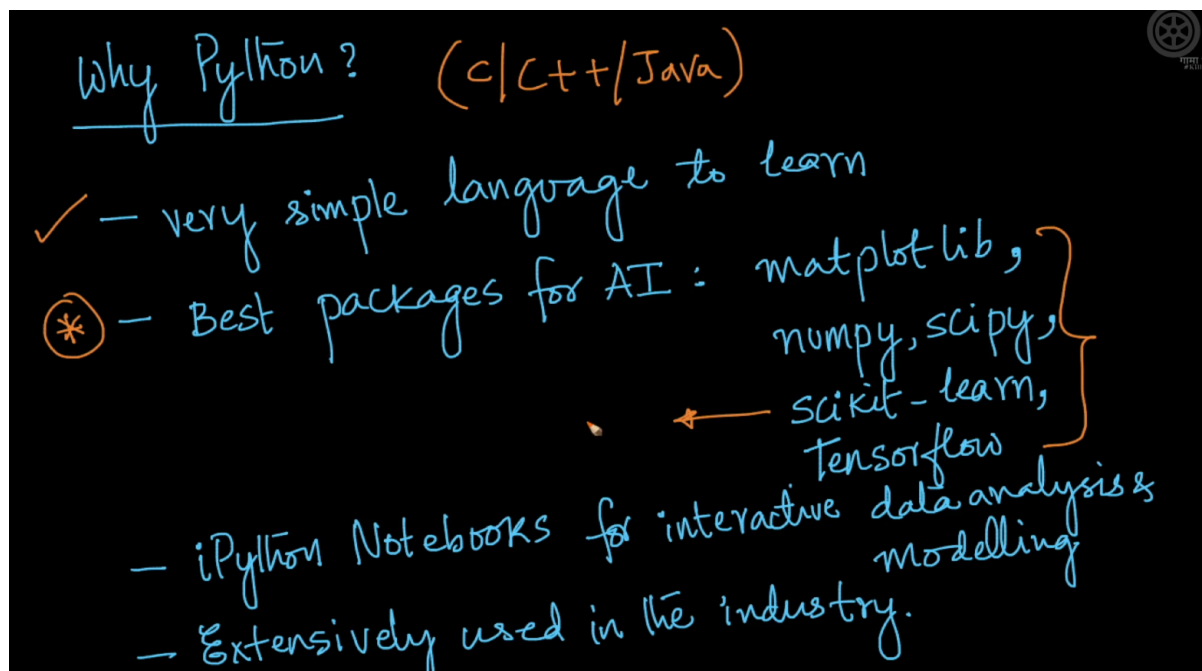 Why Python? (C/C++/Java)
✓ – very simple language to learn
* – Best packages for AI : matplotlib,
numpy, scipy,
scikit-learn,
Tensorflow
– iPython Notebooks for interactive data analysis &
modelling
– Extensively used in the industry.